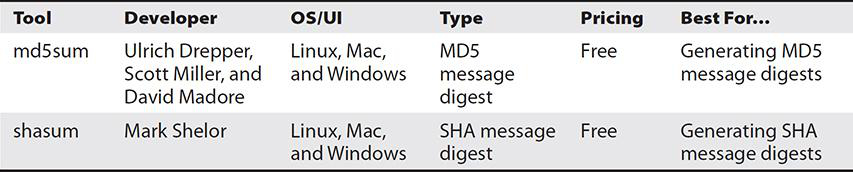 Tool Developer OS/UI Type Pricing Best For…
md5sum Ulrich Drepper, Linux, Mac, MD5 Free Generating MD5
Scott Miller, and and Windows message message digests
David Madore digest
shasum Mark Shelor Linux, Mac, SHA message Free Generating SHA
and Windows digest message digests